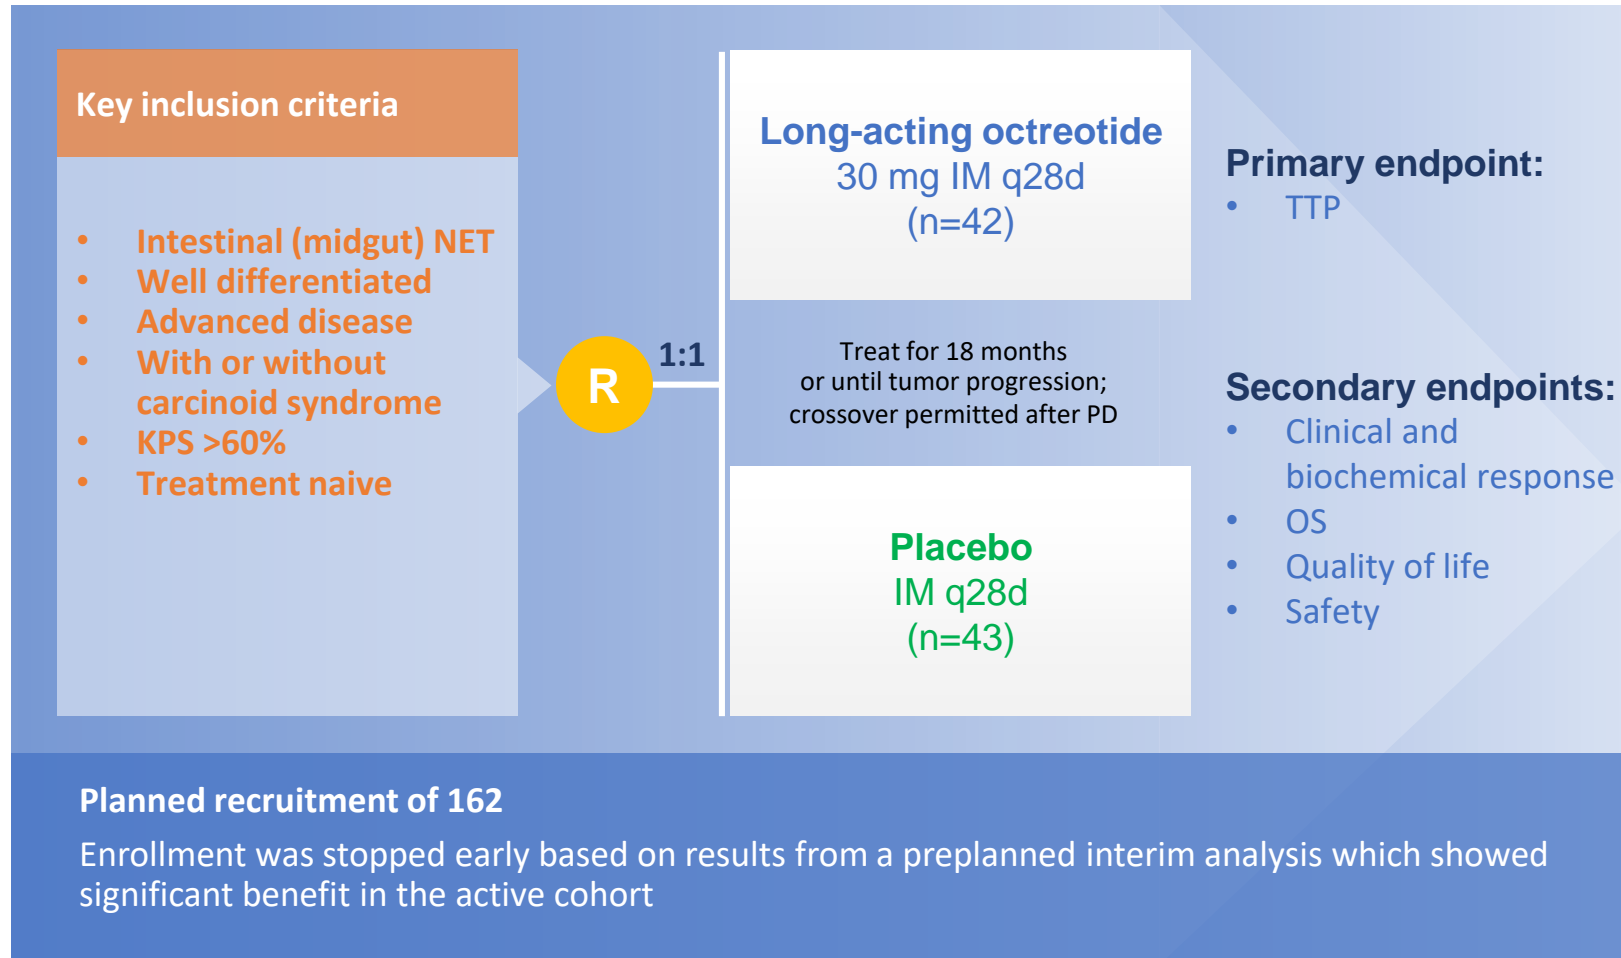 Key inclusion criteria
• Intestinal (midgut) NET
• Well differentiated
• Advanced disease
• With or without
carcinoid syndrome
• KPS >60%
• Treatment naive
R
1:1
Long-acting octreotide
30 mg IM q28d
(n=42)
Treat for 18 months
or until tumor progression;
crossover permitted after PD
Placebo
IM q28d
(n=43)
Primary endpoint:
• TTP
Secondary endpoints:
• Clinical and
biochemical response
• OS
• Quality of life
• Safety
Planned recruitment of 162
Enrollment was stopped early based on results from a preplanned interim analysis which showed
significant benefit in the active cohort